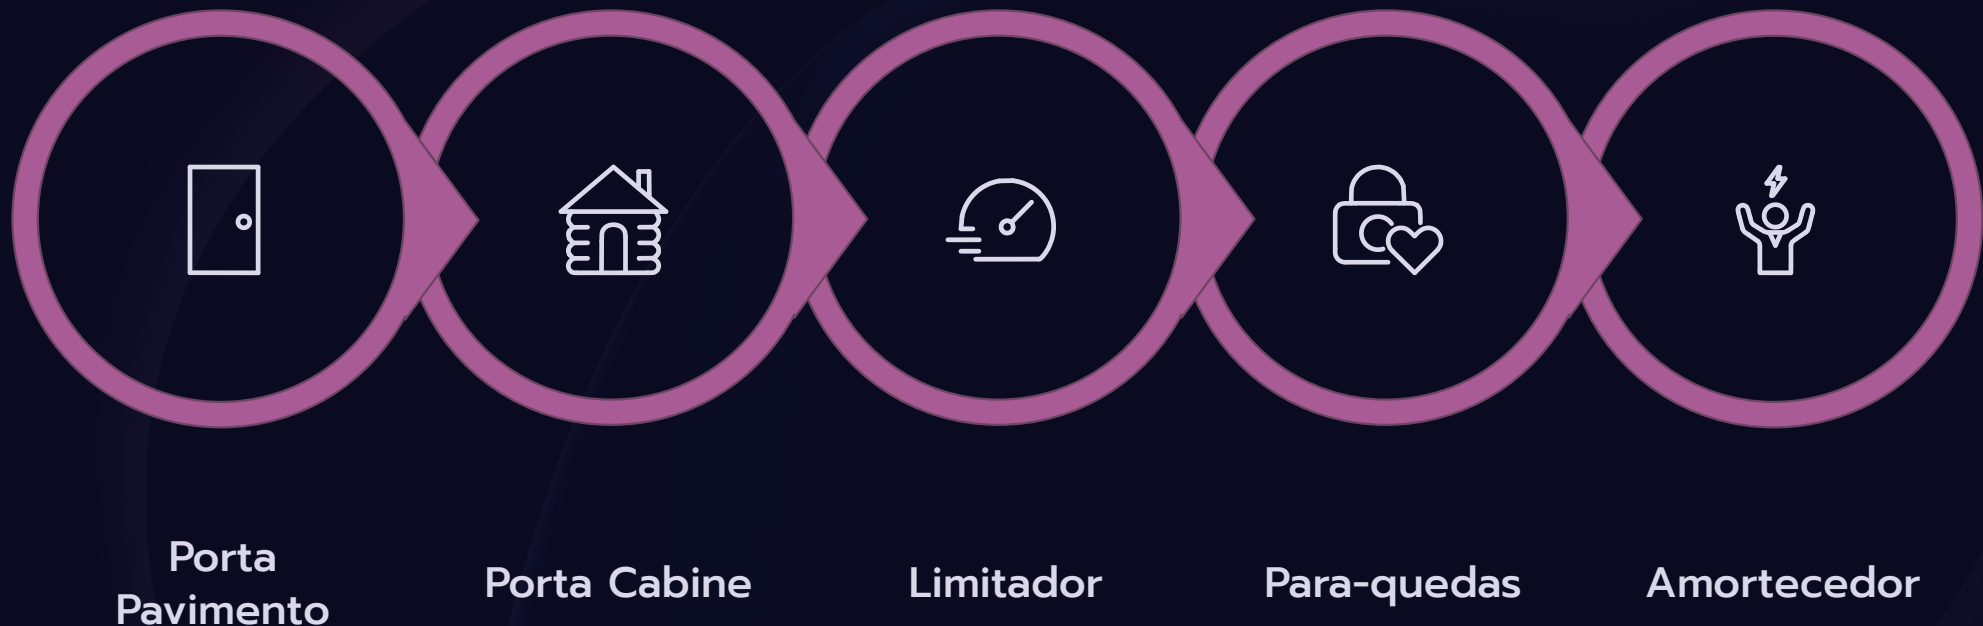 Porta
Pavimento
Porta Cabine
Limitador
Para-quedas
Amortecedor